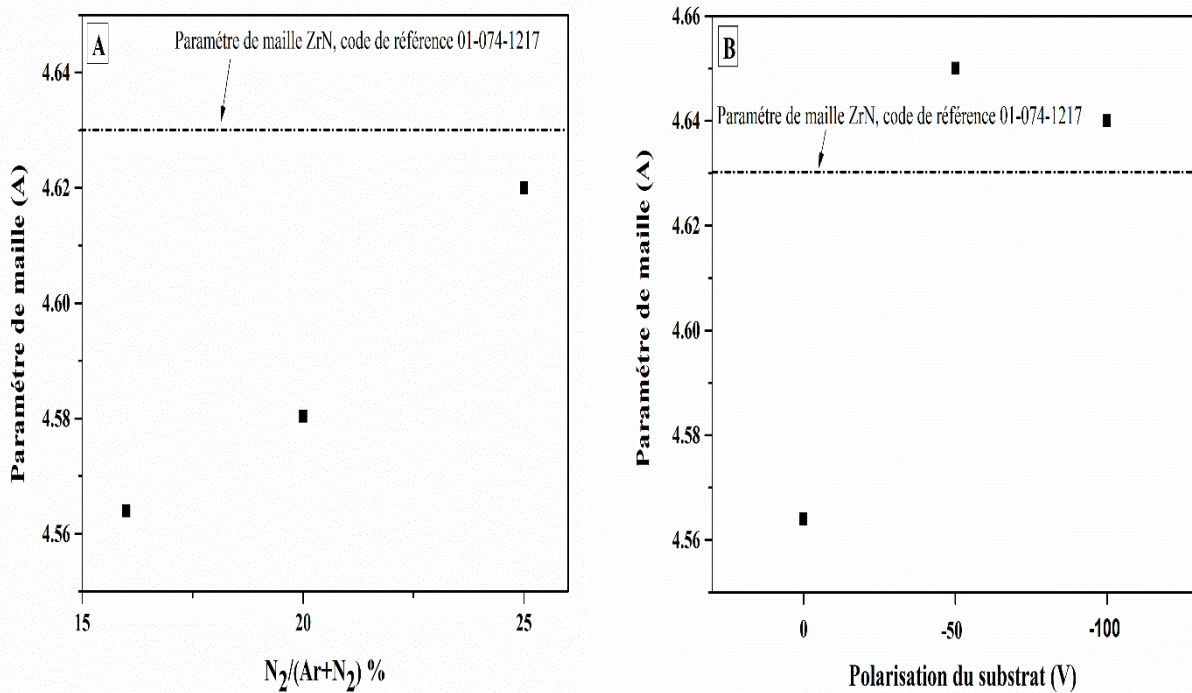 A
Paramétre de maille ZrN, code de référence 01-074-1217
4.64
4.62
4.60
4.58
4.56
Paramétre de maille (A)
15
20
25
N2/(Ar+N2) %
B
Paramétre de maille ZrN, code de référence 01-074-1217
4.66
4.64
4.62
4.60
4.58
4.56
Paramétre de maille (A)
0
-50
-100
Polarisation du substrat (V)